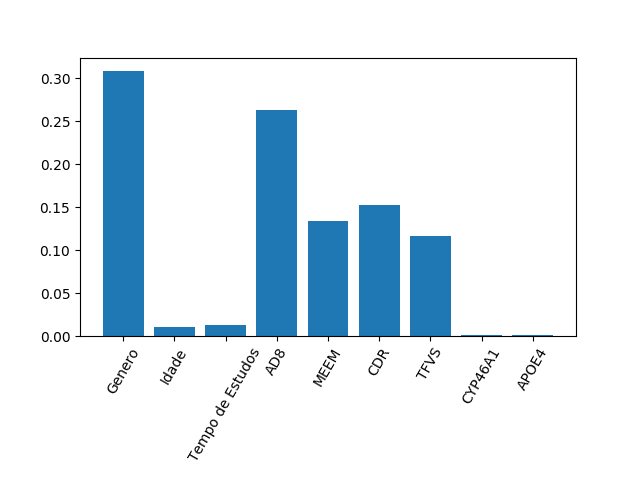 0.30
0.25
0.20
0.15
0.10
0.05
0.00
Genero
Idade
Tempo de Estudos
AD8
MEEM
CDR
TFVS
CYP46A1
APOE4